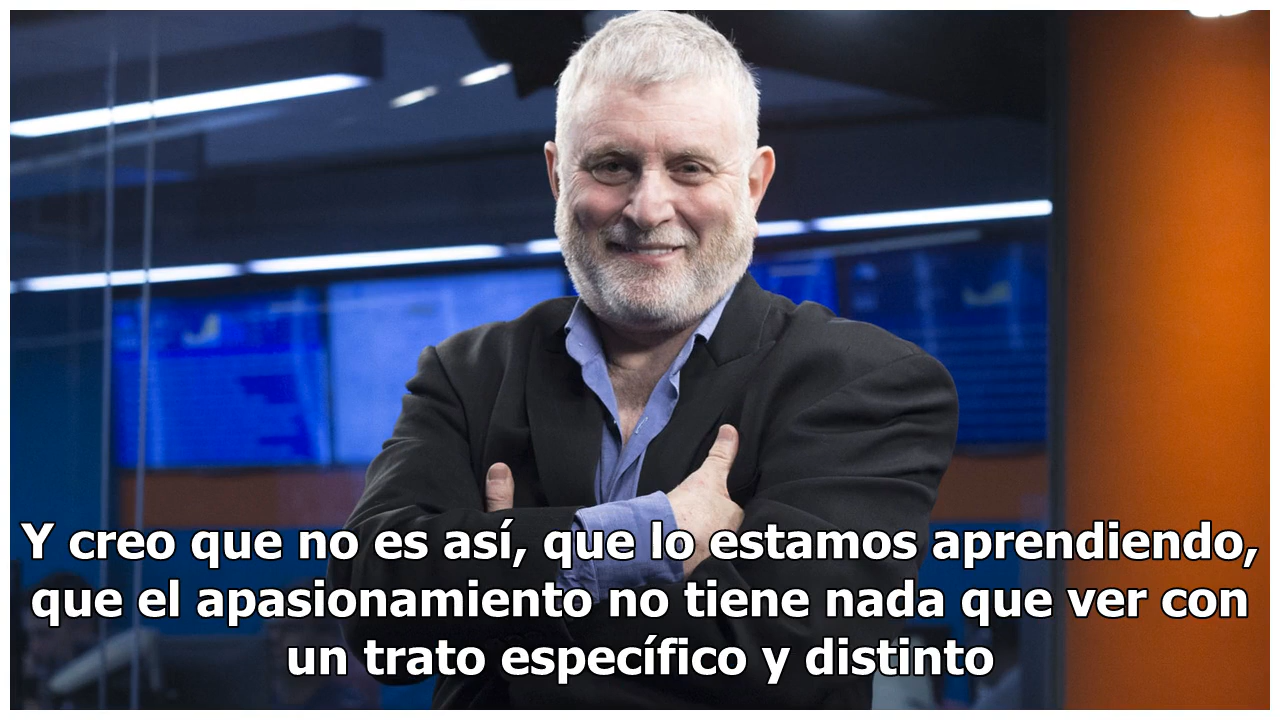 Y creo que no es así, que lo estamos aprendiendo,
que el apasionamiento no tiene nada que ver con
un trato específico y distinto